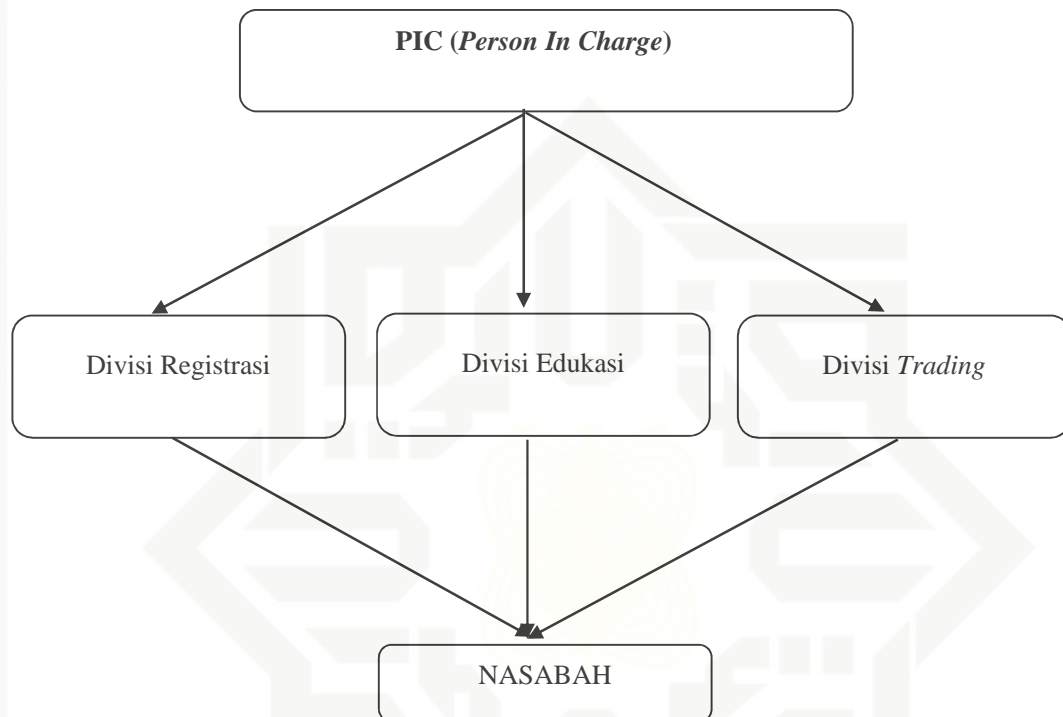 PIC (Person In Charge)
Divisi Registrasi
Divisi Edukasi
Divisi Trading
NASABAH